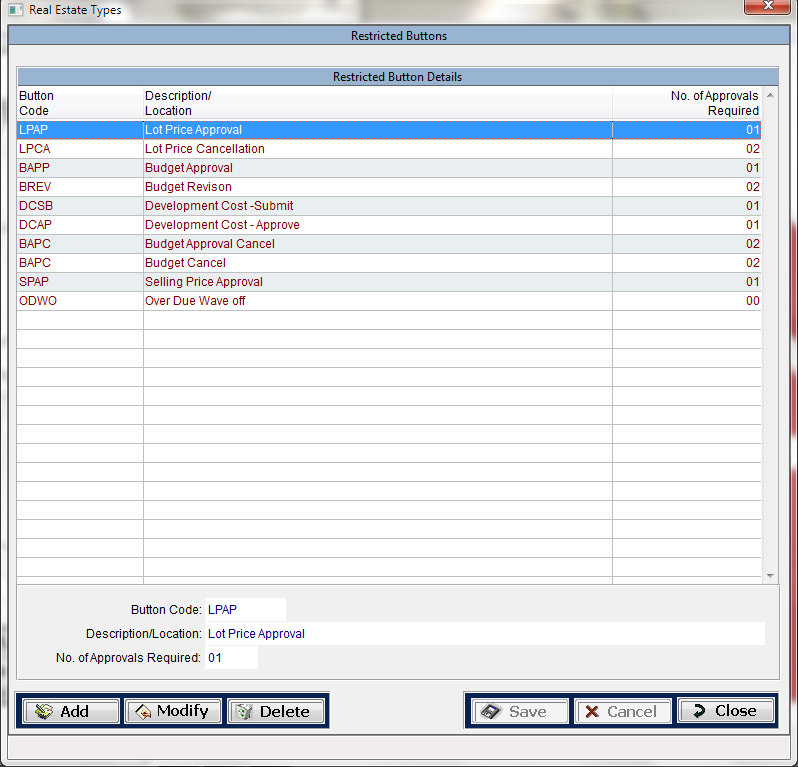 Real Estate Types
Restricted Buttons
Restricted Button Details
Button Code Description/ Location No. of Approvals Required
LPAP Lot Price Approval 01
LPCA Lot Price Cancellation 02
BAPP Budget Approval 01
BREV Budget Revison 02
DCSB Development Cost -Submit 01
DCAP Development Cost - Approve 01
BAPC Budget Approval Cancel 02
BAPC Budget Cancel 02
SPAP Selling Price Approval 01
ODWO Over Due Wave off 00
Button Code: LPAP
Description/Location: Lot Price Approval
No. of Approvals Required: 01
Add Modify Delete Save Cancel Close